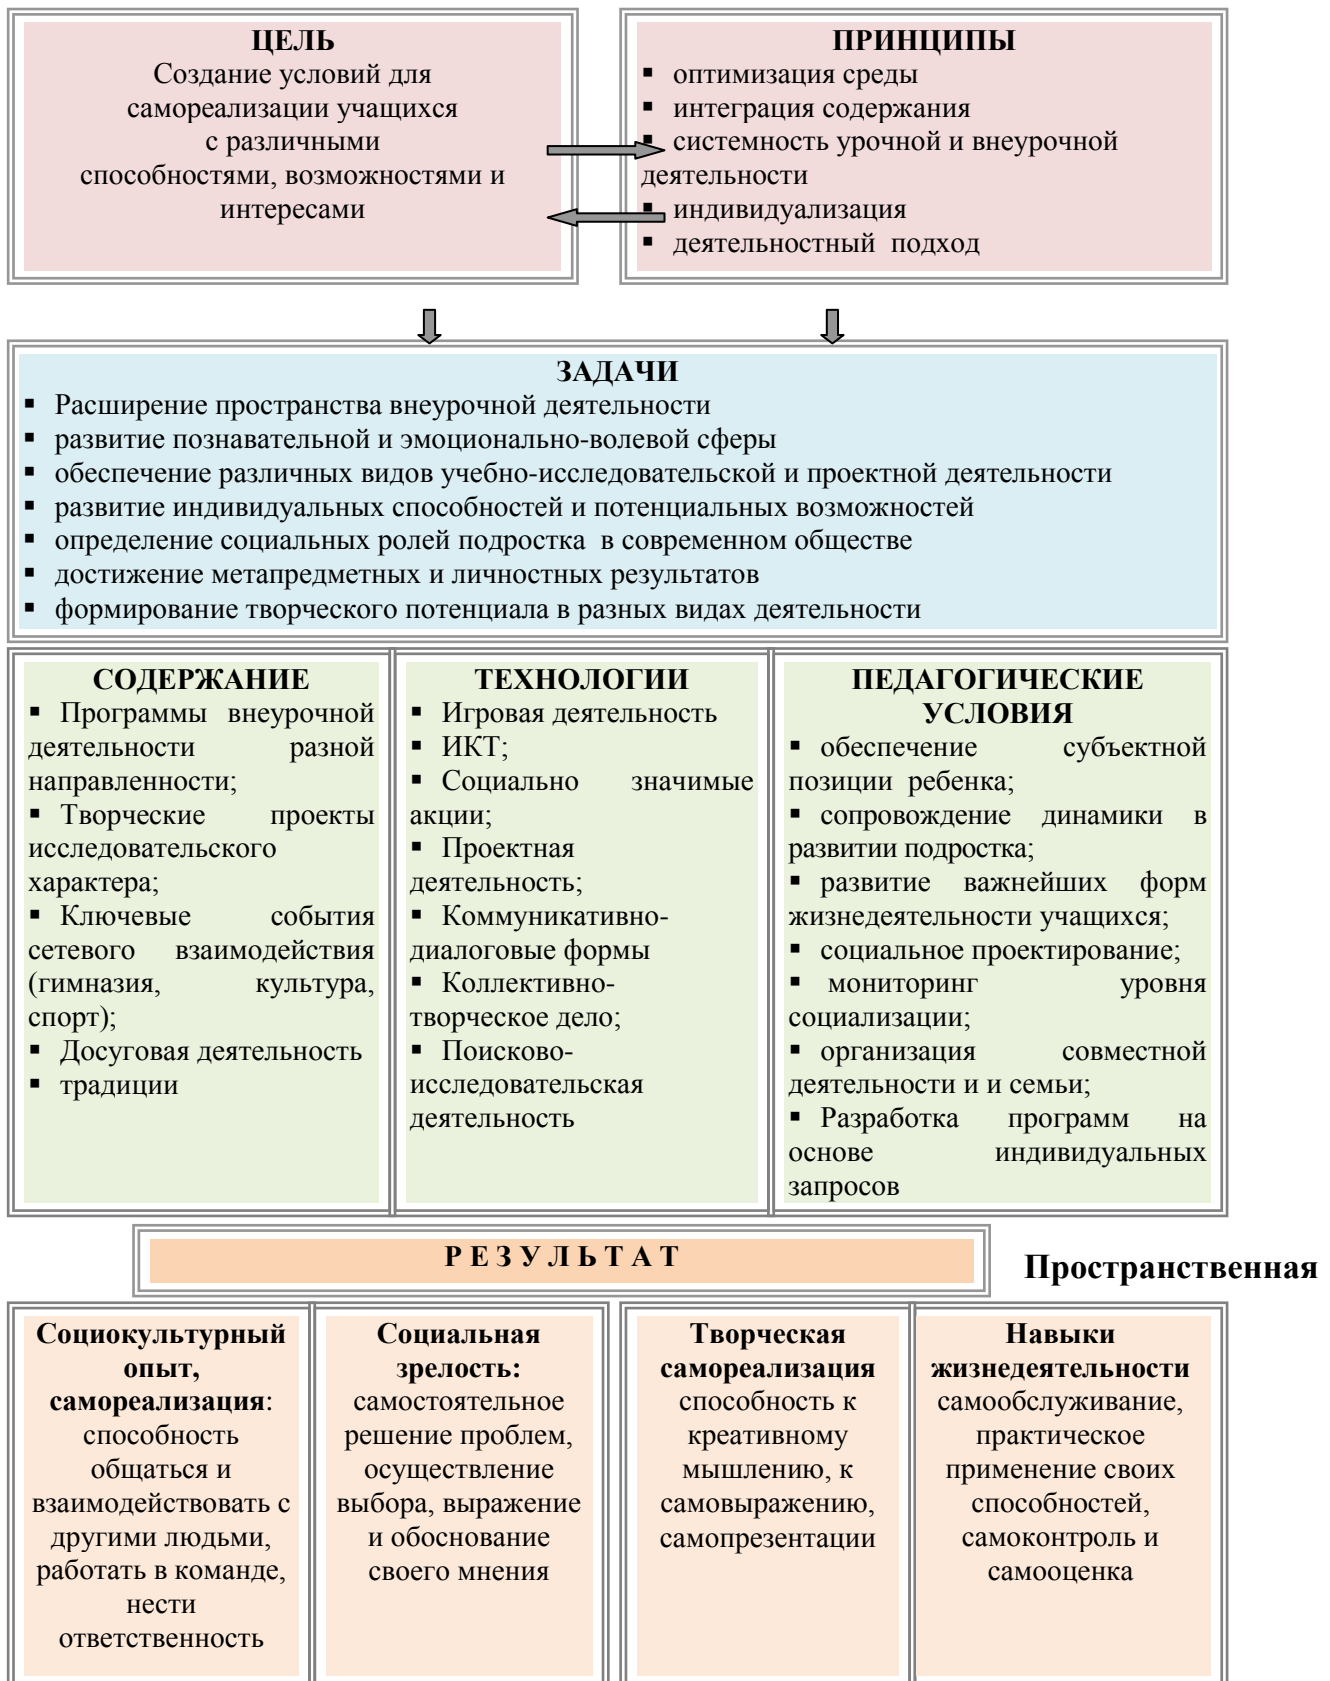 ЦЕЛЬ
Создание условий для
самореализации учащихся
с различными
способностями, возможностями и
интересами
ПРИНЦИПЫ
▪ оптимизация среды
▪ интеграция содержания
▪ системность урочной и внеурочной
деятельности
▪ индивидуализация
▪ деятельностный подход
ЗАДАЧИ
▪ Расширение пространства внеурочной деятельности
▪ развитие познавательной и эмоционально-волевой сферы
▪ обеспечение различных видов учебно-исследовательской и проектной деятельности
▪ развитие индивидуальных способностей и потенциальных возможностей
▪ определение социальных ролей подростка в современном обществе
▪ достижение метапредметных и личностных результатов
▪ формирование творческого потенциала в разных видах деятельности
СОДЕРЖАНИЕ
▪ Программы внеурочной
деятельности разной
направленности;
▪ Творческие проекты
исследовательского
характера;
▪ Ключевые события
сетевого взаимодействия
(гимназия, культура,
спорт);
▪ Досуговая деятельность
▪ традиции
ТЕХНОЛОГИИ
▪ Игровая деятельность
▪ ИКТ;
▪ Социально значимые
акции;
▪ Проектная
деятельность;
▪ Коммуникативно-
диалоговые формы
▪ Коллективно-
творческое дело;
▪ Поисково-
исследовательская
деятельность
ПЕДАГОГИЧЕСКИЕ
УСЛОВИЯ
▪ обеспечение субъектной
позиции ребенка;
▪ сопровождение динамики в
развитии подростка;
▪ развитие важнейших форм
жизнедеятельности учащихся;
▪ социальное проектирование;
▪ мониторинг уровня
социализации;
▪ организация совместной
деятельности и и семьи;
▪ Разработка программ на
основе индивидуальных
запросов
Р Е З У Л Ь Т А Т
Пространственная
Социокультурный
опыт,
самореализация:
способность
общаться и
взаимодействовать с
другими людьми,
работать в команде,
нести
ответственность
Социальная
зрелость:
самостоятельное
решение проблем,
осуществление
выбора, выражение
и обоснование
своего мнения
Творческая
самореализация
способность к
креативному
мышлению, к
самовыражению,
самопрезентации
Навыки
жизнедеятельности
самообслуживание,
практическое
применение своих
способностей,
самоконтроль и
самооценка